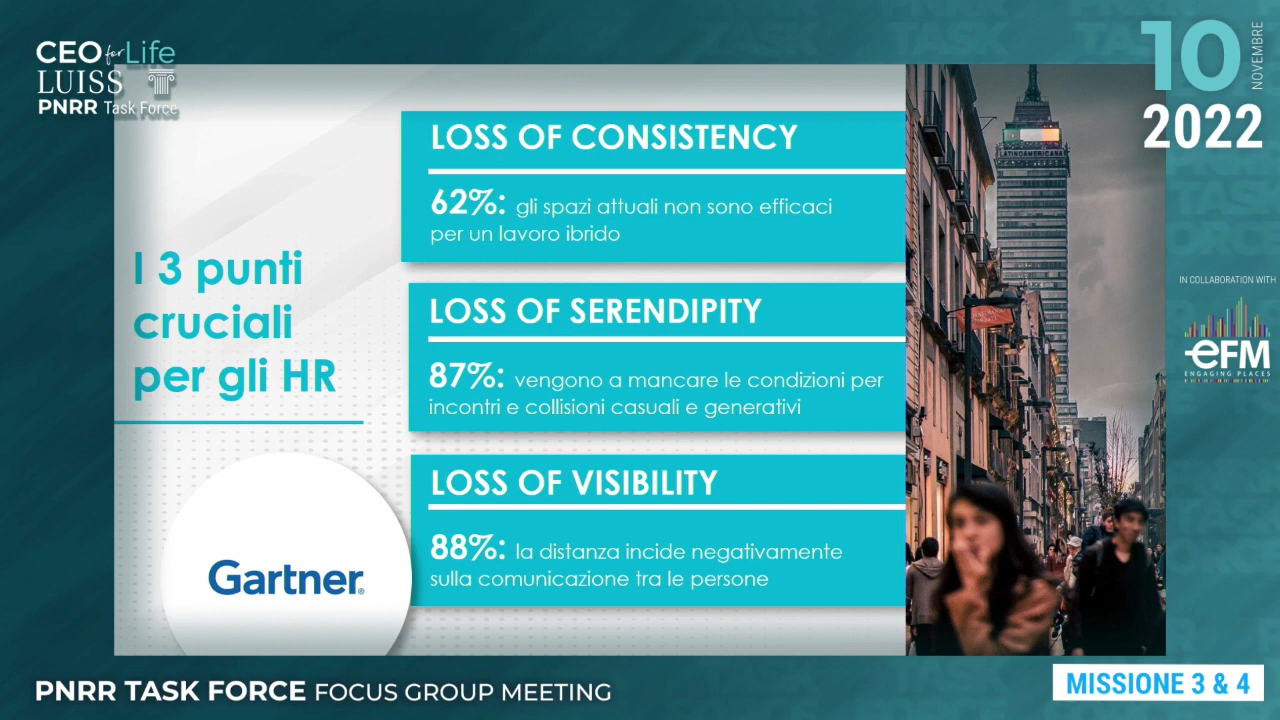 CEO for Life
LUISS
PNRR Task Force
10
NOVEMBRE
2022
I 3 punti
cruciali
per gli HR
Gartner®
LOSS OF CONSISTENCY
62%: gli spazi attuali non sono efficaci
per un lavoro ibrido
LOSS OF SERENDIPITY
87%: vengono a mancare le condizioni per
incontri e collisioni casuali e generativi
LOSS OF VISIBILITY
88%: la distanza incide negativamente
sulla comunicazione tra le persone
LATINOAMERICANA
IN COLLABORATION WITH
eFM
ENGAGING PLACES
PNRR TASK FORCE FOCUS GROUP MEETING
MISSIONE 3 & 4